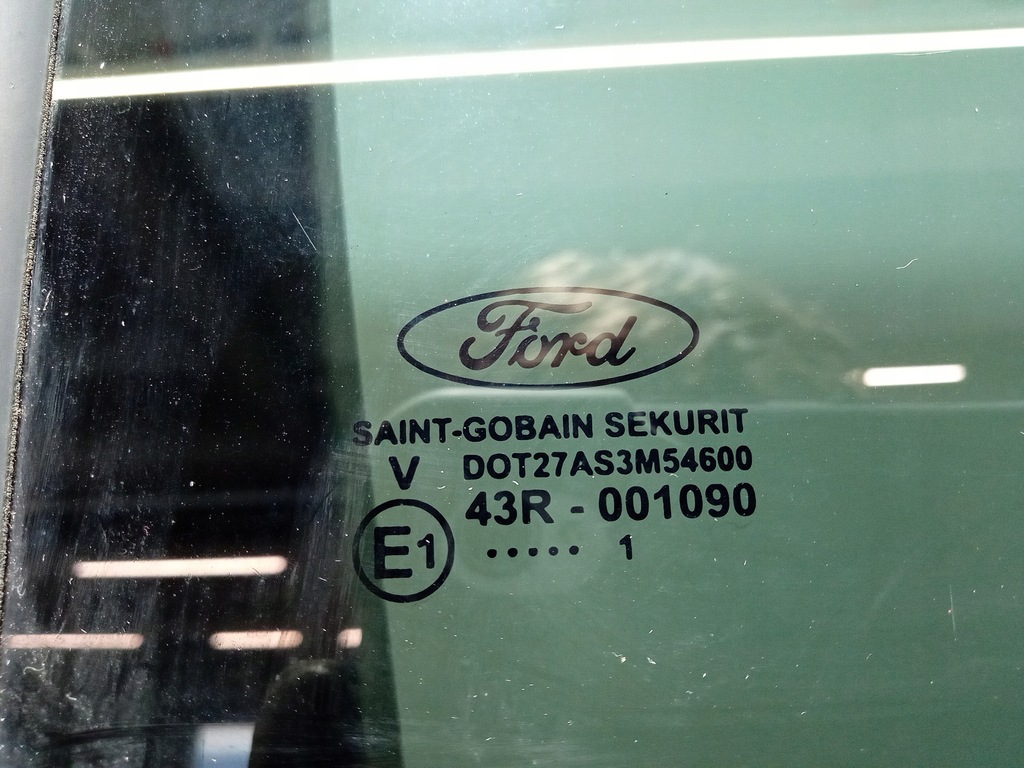 Ford
SAINT-GOBAIN SEKURIT
V DOT27AS3M54600
43R - 001090
E1 ..... 1